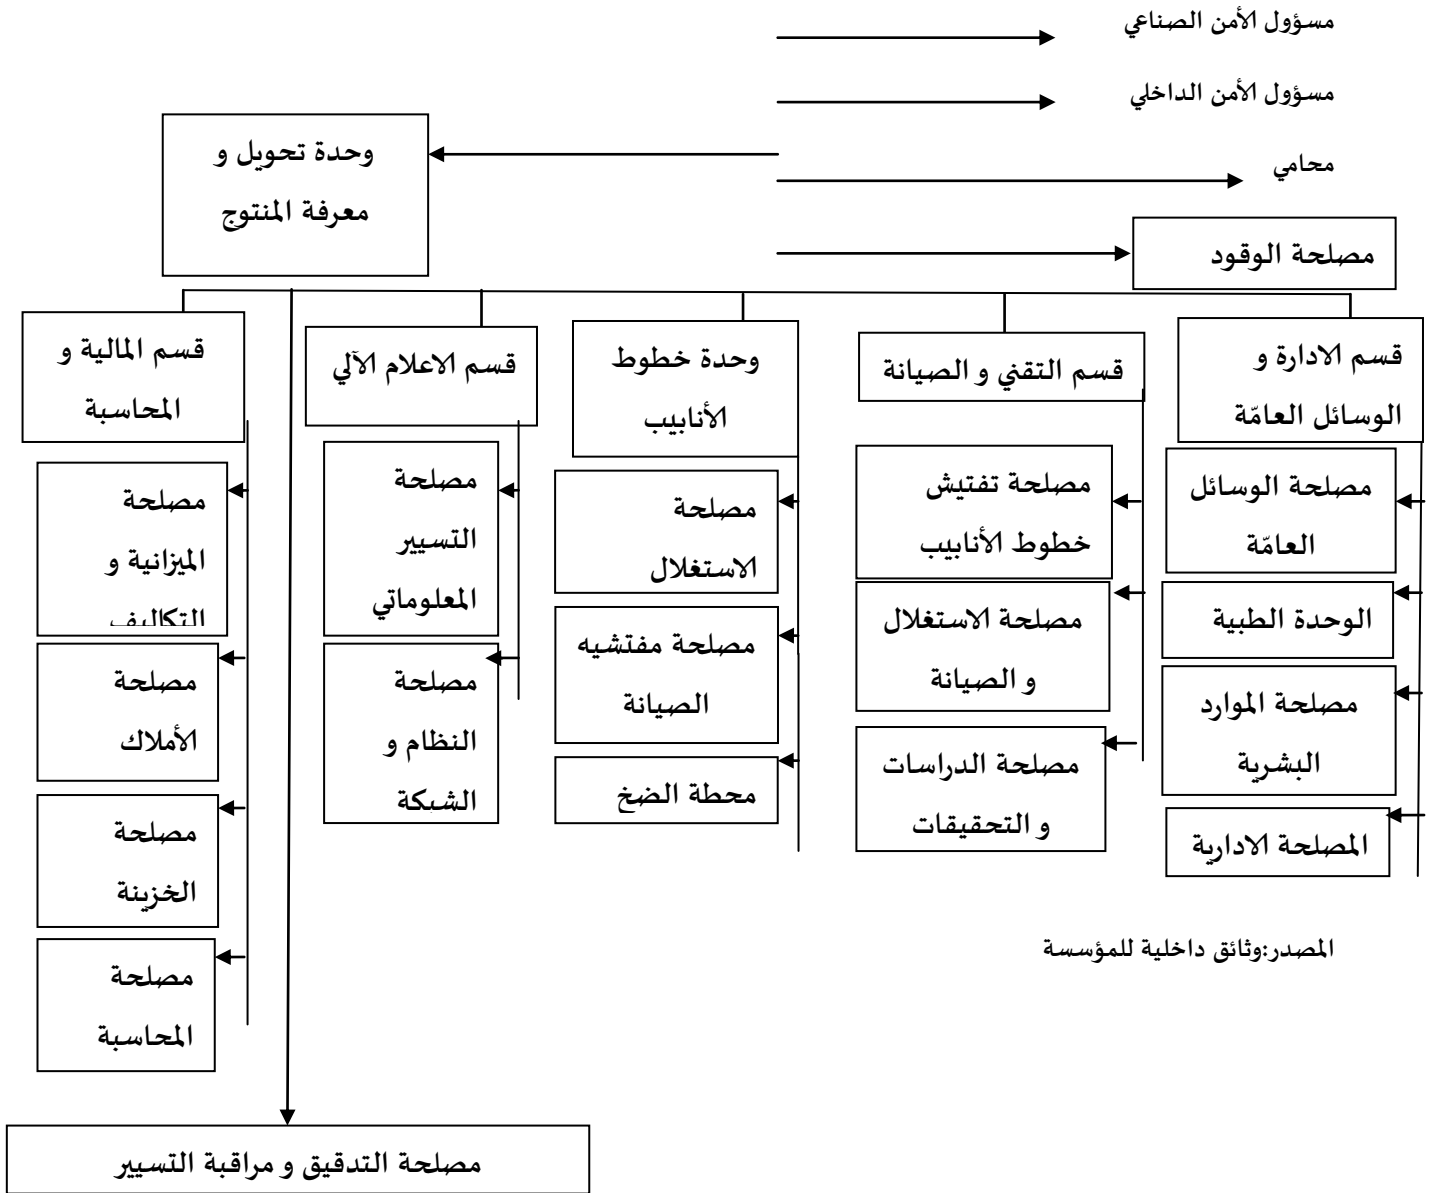 مسؤول الأمن الصناعي
مسؤول الأمن الداخلي
محامي
وحدة تحويل و
معرفة المنتوج
مصلحة الوقود
قسم الادارة و
الوسائل العامّة
مصلحة الوسائل
العامّة
الوحدة الطبية
مصلحة الموارد
البشرية
المصلحة الادارية
قسم التقني و الصيانة
مصلحة تفتيش
خطوط الأنابيب
مصلحة الاستغلال
و الصيانة
مصلحة الدراسات
و التحقيقات
وحدة خطوط
الأنابيب
مصلحة
الاستغلال
مصلحة مفتشيه
الصيانة
محطة الضخ
قسم الاعلام الآلي
مصلحة
التسيير
المعلوماتي
مصلحة
النظام و
الشبكة
قسم المالية و
المحاسبة
مصلحة
الميزانية و
التكاليف
مصلحة
الأملاك
مصلحة
الخزينة
مصلحة
المحاسبة
المصدر:وثائق داخلية للمؤسسة
مصلحة التدقيق و مراقبة التسيير